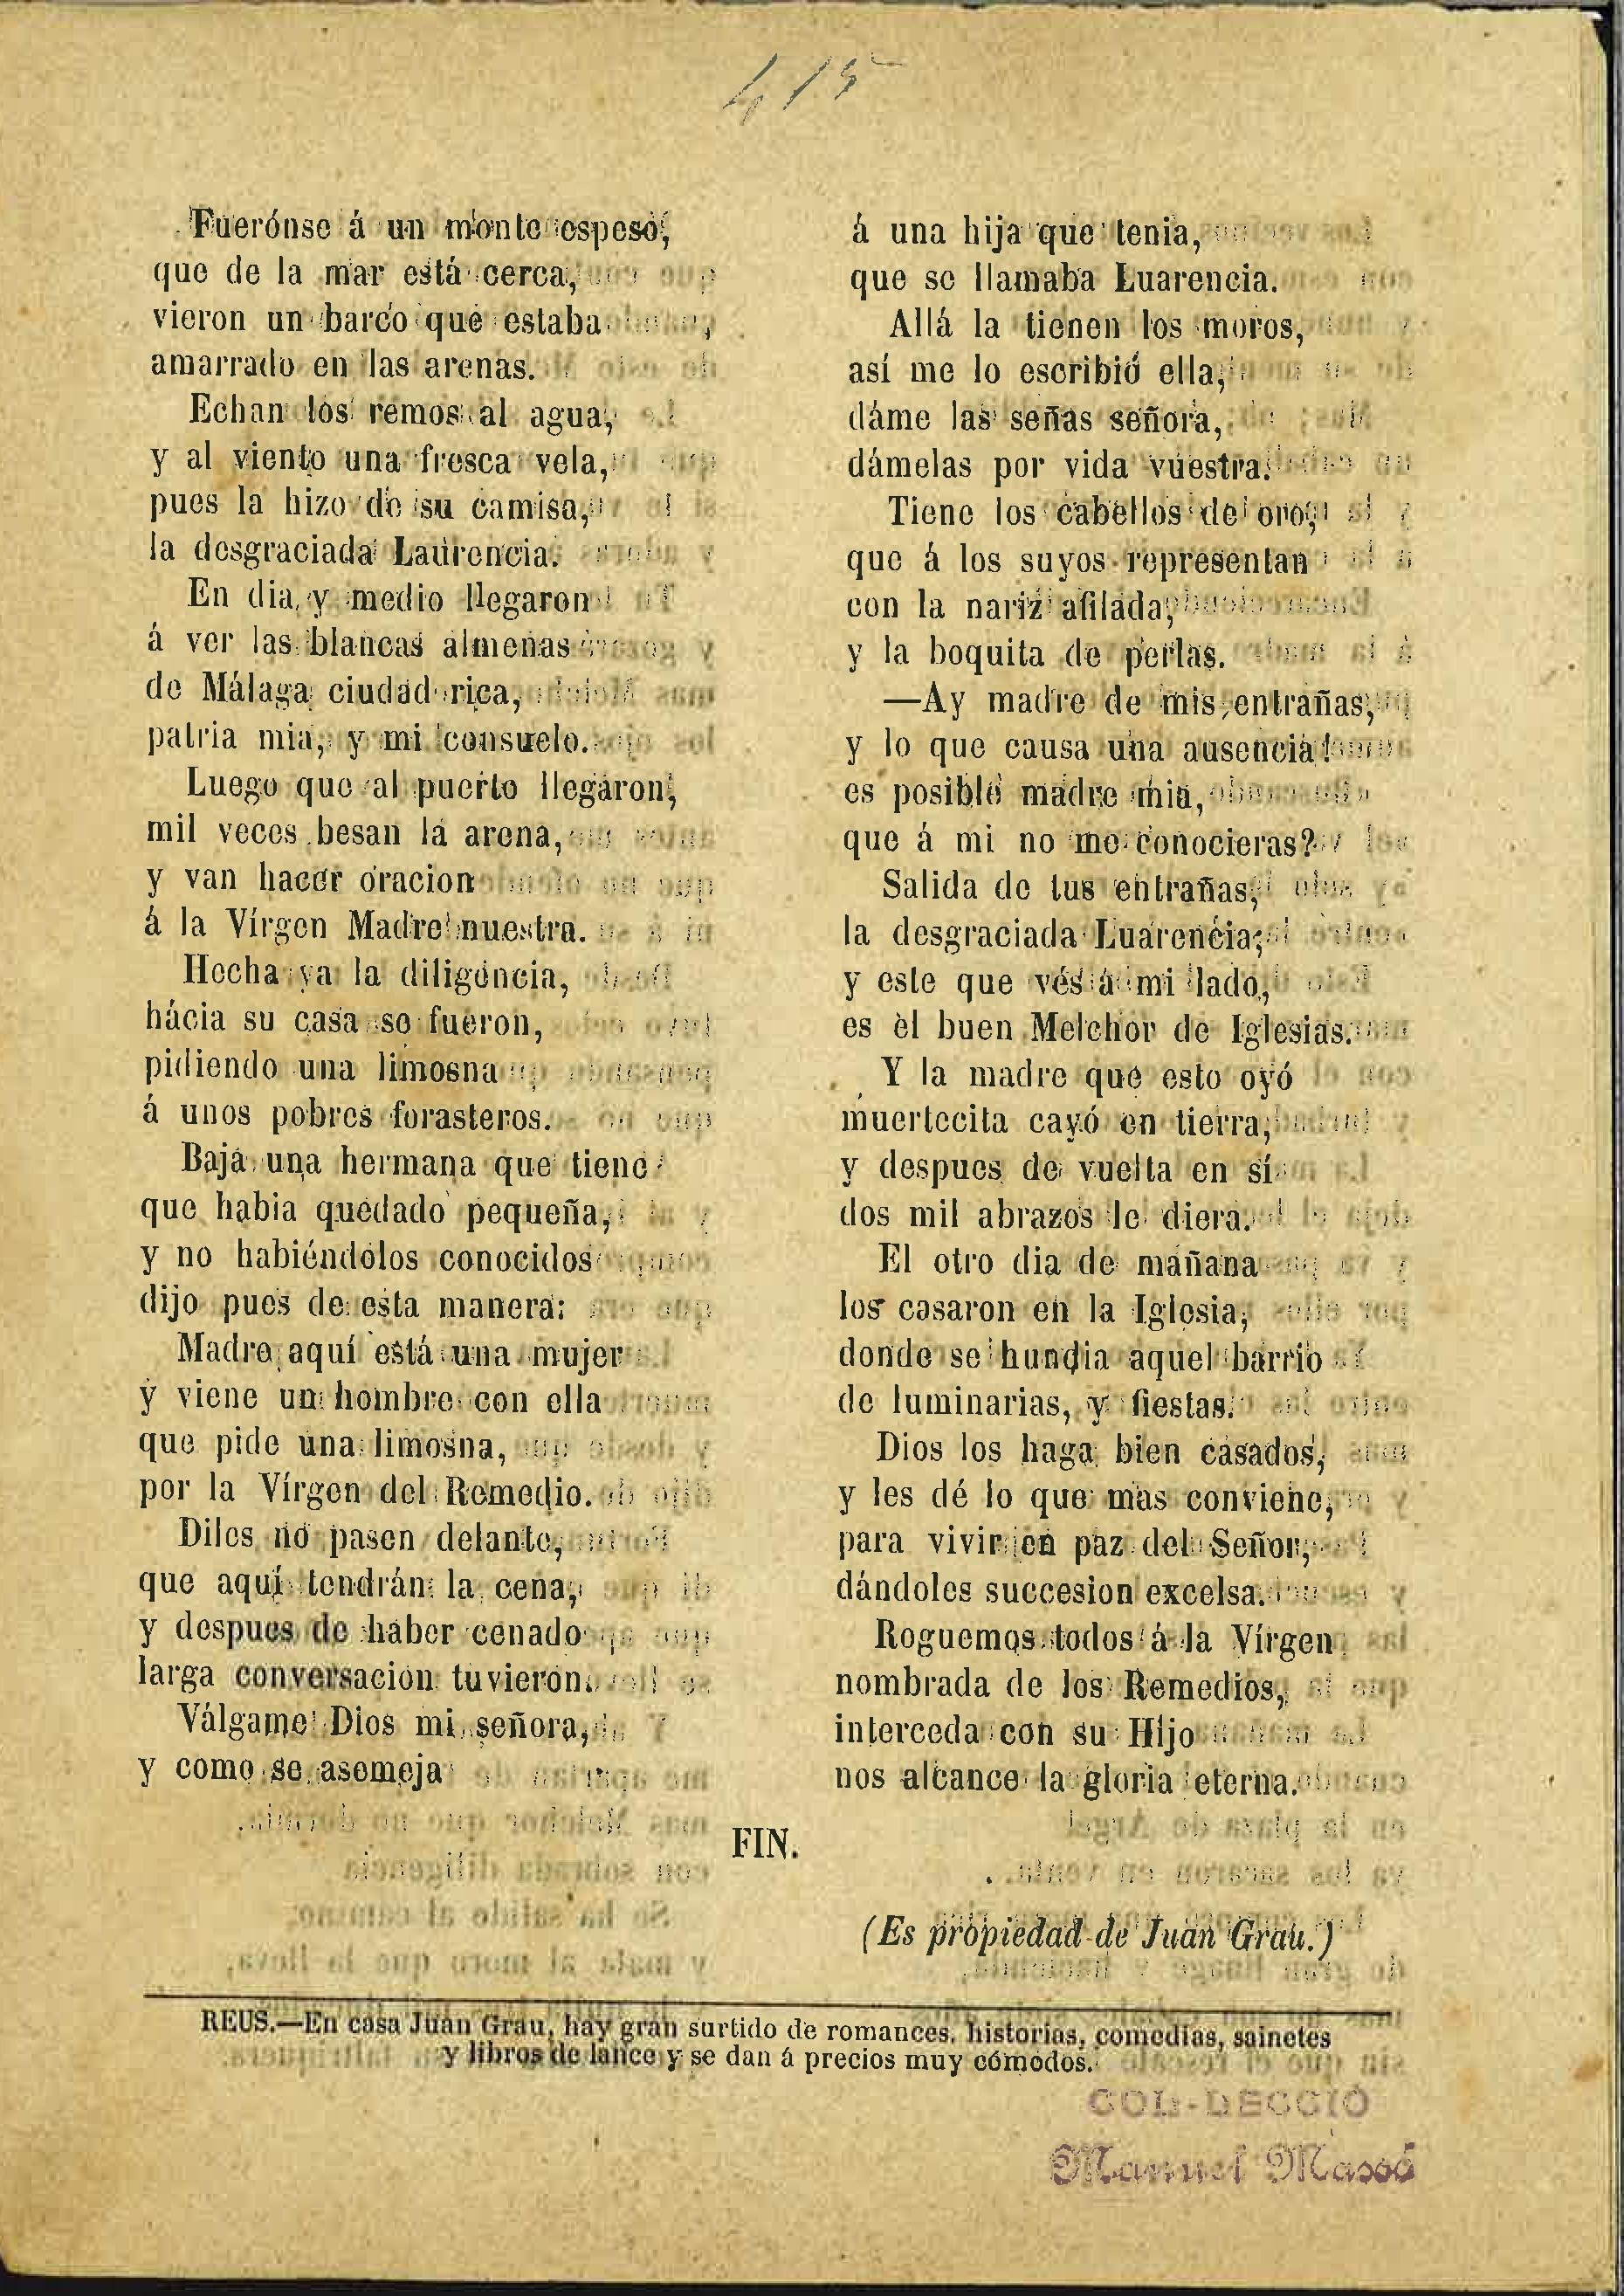 415
Fuerónse á un monte espeso,
que de la mar está cerca,
vieron un barco que estaba
amarrado en las arenas.
Echan los remos al agua,
y al viento una fresca vela,
pues la hizo de su camisa,
la desgraciada Laurencia.
En dia y medio llegaron
á ver las blancas almenas
de Málaga ciudad rica,
patria mia, y mi consuelo.
Luego que al puerto llegaron,
mil veces besan la arena,
y van hacer oracion
á la Vírgen Madre nuestra.
Hecha ya la diligencia,
hácia su casa se fueron,
pidiendo una limosna
á unos pobres forasteros.
Baja una hermana que tiene
que habia quedado pequeña,
y no habiéndolos conocidos
dijo pues de esta manera:
Madre aquí está una mujer
y viene un hombre con ella
que pide una limosna,
por la Vírgen del Remedio.
Diles no pasen delante,
que aquí tendrán la cena,
y despues de haber cenado
larga conversacion tuvieron.
Válgame Dios mi señora,
y como se asemeja
á una hija que tenia,
que se llamaba Luarencia.
Allá la tienen los moros,
así me lo escribió ella,
dáme las señas señora,
dámelas por vida vuestra.
Tiene los cabellos de oro,
que á los suyos representan
con la nariz afilada,
y la boquita de perlas.
—Ay madre de mis entrañas,
y lo que causa una ausencia!
es posible madre mia,
que á mi no me conocieras?
Salida de tus entrañas,
la desgraciada Luarencia;
y este que vés á mi lado,
es el buen Melchor de Iglesias.
Y la madre que esto oyó
muertecita cayó en tierra,
y despues de vuelta en sí
dos mil abrazos le diera.
El otro dia de mañana
los casaron en la Iglesia,
donde se hundia aquel barrio
de luminarias, y fiestas.
Dios los haga bien casados,
y les dé lo que mas conviene,
para vivir en paz del Señor,
dándoles succesion excelsa.
Roguemos todos á la Vírgen
nombrada de los Remedios,
interceda con su Hijo
nos alcance la gloria eterna.
FIN.
(Es propiedad de Juan Grau.)
REUS.—En casa Juan Grau, hay gran surtido de romances, historias, comedias, sainetes
y libros de lance y se dan á precios muy cómodos.
COL·LECCIÓ
Manuel Massó